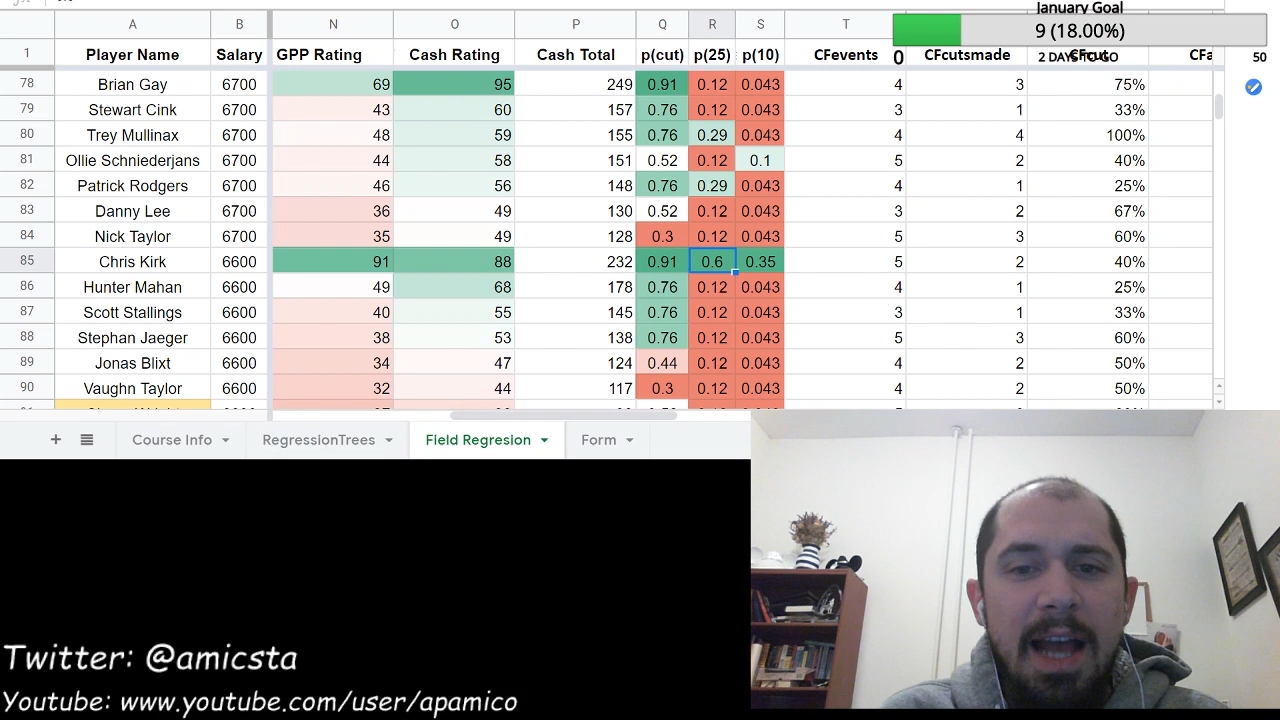 January Goal
9 (18.00%)
0 2 DAYS TO GO 50
A B N O P Q R S T
1 Player Name Salary GPP Rating Cash Rating Cash Total p(cut) p(25) p(10) CFevents CFcutsmade CFcut CFa
78 Brian Gay 6700 69 95 249 0.91 0.12 0.043 4 3 75%
79 Stewart Cink 6700 43 60 157 0.76 0.12 0.043 3 1 33%
80 Trey Mullinax 6700 48 59 155 0.76 0.29 0.043 4 4 100%
81 Ollie Schniederjans 6700 44 58 151 0.52 0.12 0.1 5 2 40%
82 Patrick Rodgers 6700 46 56 148 0.76 0.29 0.043 4 1 25%
83 Danny Lee 6700 36 49 130 0.52 0.12 0.043 3 2 67%
84 Nick Taylor 6700 35 49 128 0.3 0.12 0.043 5 3 60%
85 Chris Kirk 6600 91 88 232 0.91 0.6 0.35 5 2 40%
86 Hunter Mahan 6600 49 68 178 0.76 0.12 0.043 4 1 25%
87 Scott Stallings 6600 40 55 145 0.76 0.12 0.043 3 1 33%
88 Stephan Jaeger 6600 38 53 138 0.76 0.12 0.043 5 3 60%
89 Jonas Blixt 6600 34 47 124 0.44 0.12 0.043 4 2 50%
90 Vaughn Taylor 6600 32 44 117 0.3 0.12 0.043 4 2 50%
+ Course Info RegressionTrees Field Regresion Form
Twitter: @amicsta
Youtube: www.youtube.com/user/apamico